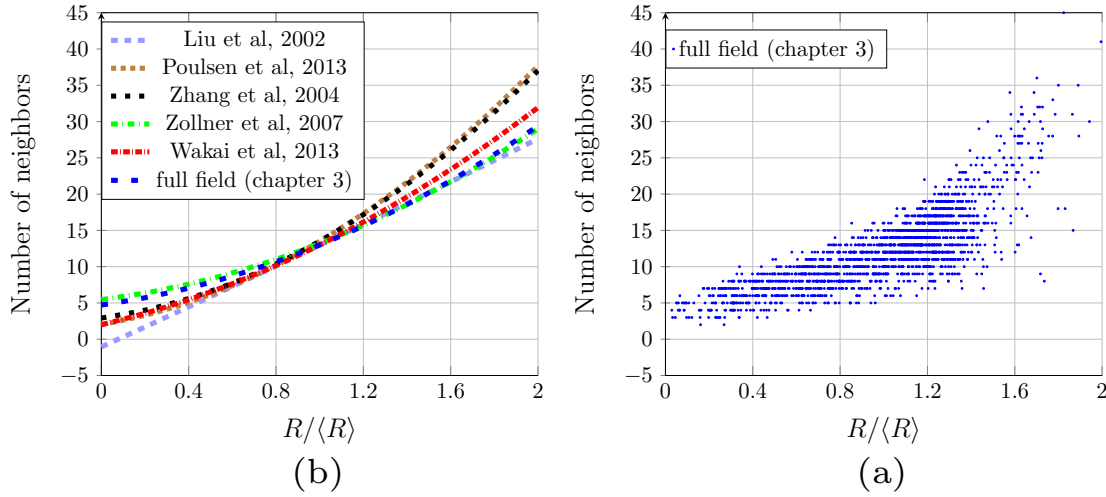 45
40
35
30
25
20
15
10
5
0
−5
Number of neighbors
Liu et al, 2002
Poulsen et al, 2013
Zhang et al, 2004
Zollner et al, 2007
Wakai et al, 2013
full field (chapter 3)
0 0.4 0.8 1.2 1.6 2
R/⟨R⟩
(b)
45
40
35
30
25
20
15
10
5
0
−5
Number of neighbors
full field (chapter 3)
0 0.4 0.8 1.2 1.6 2
R/⟨R⟩
(a)